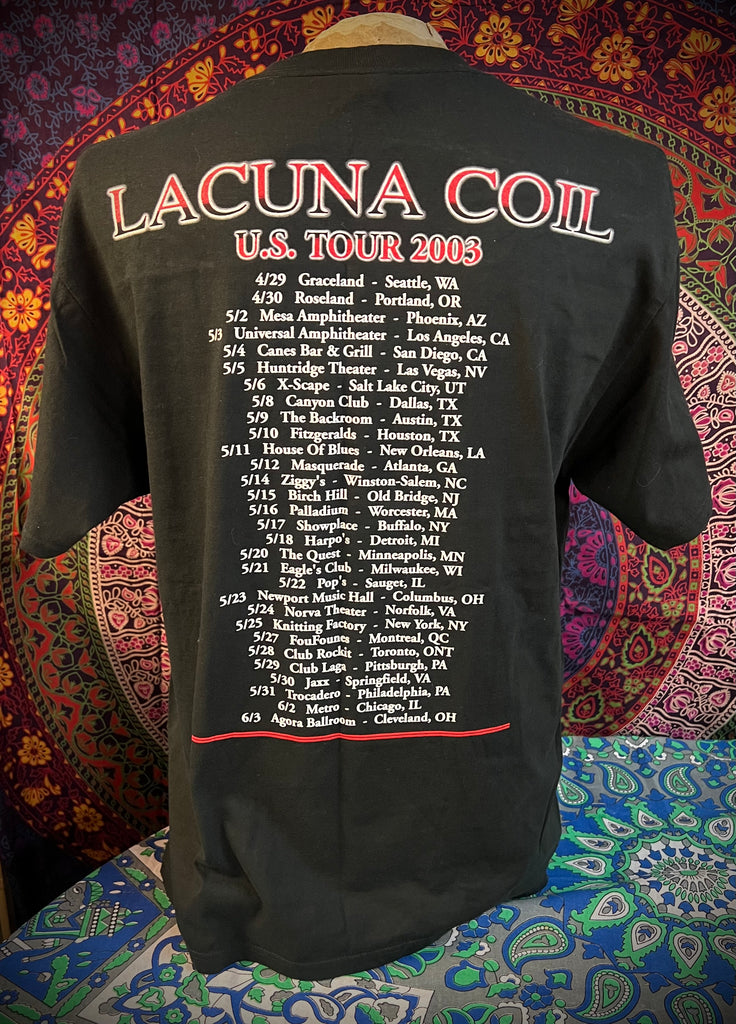 LACUNA COIL
U.S. TOUR 2003
4/29 Graceland - Seattle, WA
4/30 Roseland - Portland, OR
5/2 Mesa Amphitheater - Phoenix, AZ
5/3 Universal Amphitheater - Los Angeles, CA
5/4 Canes Bar & Grill - San Diego, CA
5/5 Huntridge Theater - Las Vegas, NV
5/6 X-Scape - Salt Lake City, UT
5/8 Canyon Club - Dallas, TX
5/9 The Backroom - Austin, TX
5/10 Fitzgeralds - Houston, TX
5/11 House Of Blues - New Orleans, LA
5/12 Masquerade - Atlanta, GA
5/14 Ziggy's - Winston-Salem, NC
5/15 Birch Hill - Old Bridge, NJ
5/16 Palladium - Worcester, MA
5/17 Showplace - Buffalo, NY
5/18 Harpo's - Detroit, MI
5/20 The Quest - Minneapolis, MN
5/21 Eagle's Club - Milwaukee, WI
5/22 Pop's - Sauget, IL
5/23 Newport Music Hall - Columbus, OH
5/24 Norva Theater - Norfolk, VA
5/25 Knitting Factory - New York, NY
5/27 FouFounes - Montreal, QC
5/28 Club Rockit - Toronto, ONT
5/29 Club Laga - Pittsburgh, PA
5/30 Jaxx - Springfield, VA
5/31 Trocadero - Philadelphia, PA
6/2 Metro - Chicago, IL
6/3 Agora Ballroom - Cleveland, OH